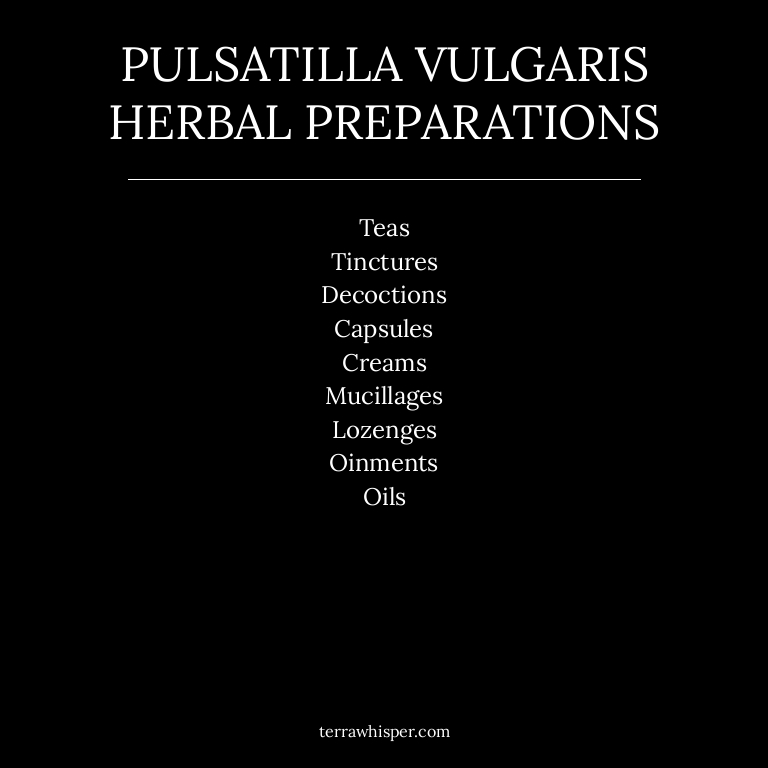 PULSATILLA VULGARIS
HERBAL PREPARATIONS
Teas
Tinctures
Decoctions
Capsules
Creams
Mucillages
Lozenges
Oinments
Oils
terrawhisper.com